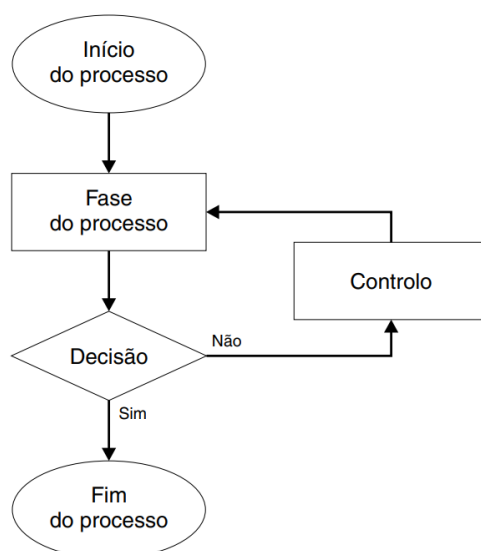 Início
do processo
Fase
do processo
Controlo
Decisão
Não
Sim
Fim
do processo